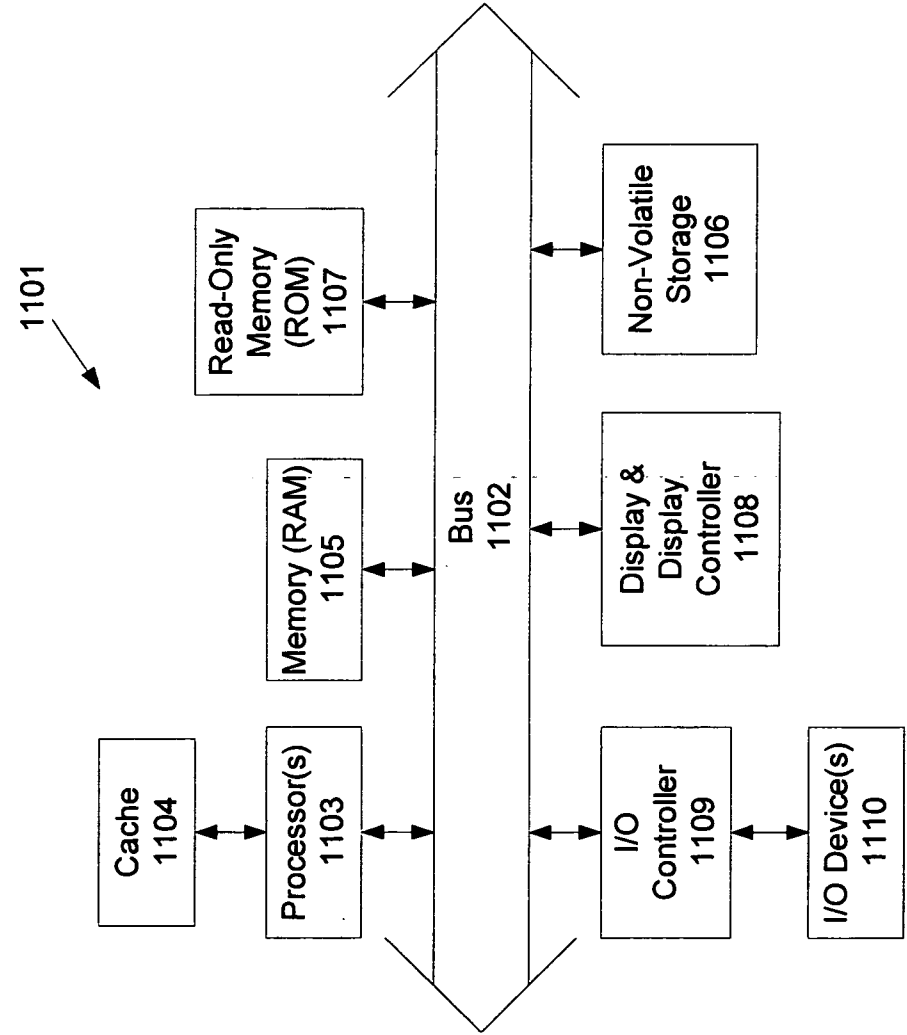 1101
Cache
1104
Processor(s)
1103
Memory (RAM)
1105
Read-Only
Memory
(ROM)
1107
Bus
1102
I/O
Controller
1109
Display &
Display
Controller
1108
Non-Volatile
Storage
1106
I/O Device(s)
1110